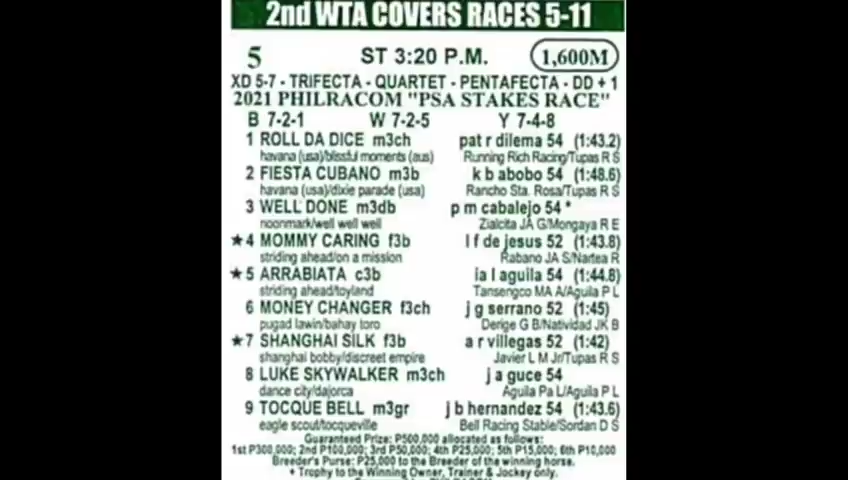 2nd WTA COVERS RACES 5-11
5 ST 3:20 P.M. 1,600M
XD 5-7 - TRIFECTA - QUARTET - PENTAFECTA - DD + 1
2021 PHILRACOM "PSA STAKES RACE"
B 7-2-1 W 7-2-5 Y 7-4-8
1 ROLL DA DICE m3ch pat r dilema 54 (1:43.2)
havana (usa)/blissful moments (aus) Running Rich Racing/Tupas R S
2 FIESTA CUBANO m3b k b abobo 54 (1:48.6)
havana (usa)/dixie parade (usa) Rancho Sta. Rosa/Tupas R S
3 WELL DONE m3db p m cabalejo 54 *
noonmark/well well well Zialcita JA G/Mongaya R E
★4 MOMMY CARING f3b l f de jesus 52 (1:43.8)
striding ahead/on a mission Rabano JA S/Nartea R
★5 ARRABIATA c3b ia l aguila 54 (1:44.8)
striding ahead/toyland Tansengco MA A/Aguila P L
6 MONEY CHANGER f3ch j g serrano 52 (1:45)
pugad lawin/bahay toro Derige G B/Natividad JK B
★7 SHANGHAI SILK f3b a r villegas 52 (1:42)
shanghai bobby/discreet empire Javier L M Jr/Tupas R S
8 LUKE SKYWALKER m3ch j a guce 54
dance city/dajorca Aguila Pa L/Aguila P L
9 TOCQUE BELL m3gr j b hernandez 54 (1:43.6)
eagle scout/tocqueville Bell Racing Stable/Sordan D S
Guaranteed Prize: P500,000 allocated as follows:
1st P300,000; 2nd P100,000; 3rd P50,000; 4th P25,000; 5th P15,000; 6th P10,000
Breeder's Purse: P25,000 to the Breeder of the winning horse.
+ Trophy to the Winning Owner, Trainer & Jockey only.